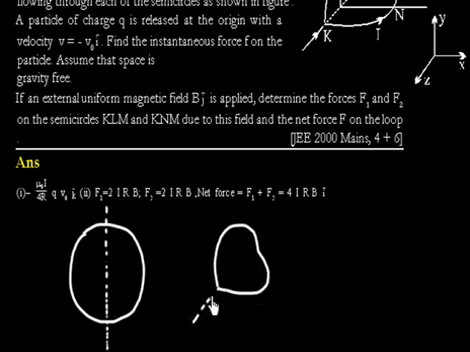 flowing through each of the semicircles as shown in figure .
A particle of charge q is released at the origin with a
velocity v = - v₀ i. Find the instantaneous force f on the
particle. Assume that space is
gravity free.
If an external uniform magnetic field B j is applied, determine the forces F₁ and F₂
on the semicircles KLM and KNM due to this field and the net force F on the loop
. [JEE 2000 Mains, 4 + 6]
Ans
(i)– μ₀I/4R q v₀ k; (ii) F₁=2 I R B; F₂ =2 I R B ,Net force = F₁ + F₂ = 4 I R B i
K
I
N
y
x
z